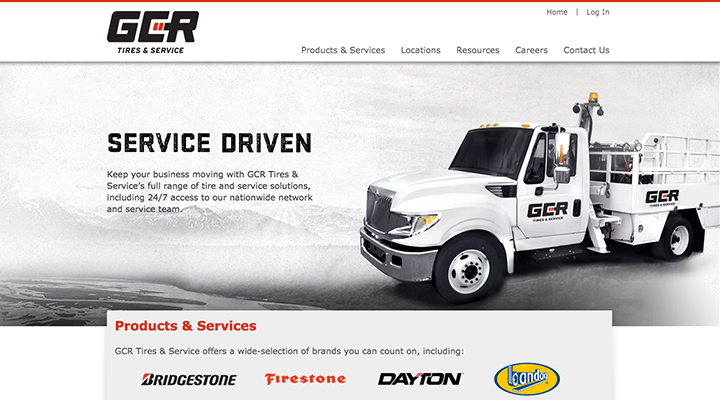 Home | Log In
GCR
TIRES & SERVICE
Products & Services Locations Resources Careers Contact Us
SERVICE DRIVEN
Keep your business moving with GCR Tires &
Service's full range of tire and service solutions,
including 24/7 access to our nationwide network
and service team.
GCR
TIRES & SERVICE
GCR
TIRES & SERVICE
Products & Services
GCR Tires & Service offers a wide-selection of brands you can count on, including:
BRIDGESTONE Firestone DAYTON bandag